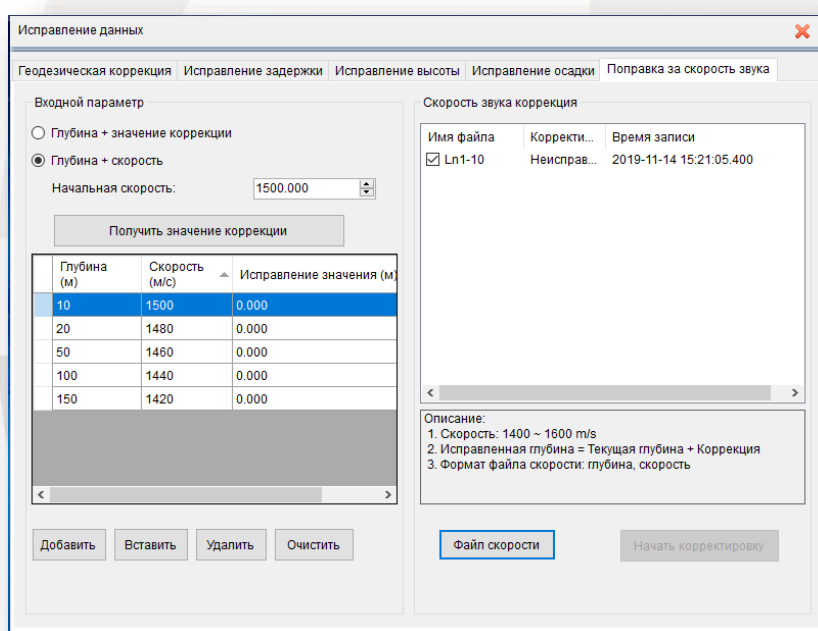 Исправление данных
Геодезическая коррекция Исправление задержки Исправление высоты Исправление осадки Поправка за скорость звука
Входной параметр
Глубина + значение коррекции
Глубина + скорость
Начальная скорость: 1500.000
Получить значение коррекции
Глубина (м) Скорость (м/с) Исправление значения (м)
10 1500 0.000
20 1480 0.000
50 1460 0.000
100 1440 0.000
150 1420 0.000
Добавить Вставить Удалить Очистить
Скорость звука коррекция
Имя файла Корректи... Время записи
Ln1-10 Неисправ... 2019-11-14 15:21:05.400
Описание:
1. Скорость: 1400 ~ 1600 m/s
2. Исправленная глубина = Текущая глубина + Коррекция
3. Формат файла скорости: глубина, скорость
Файл скорости Начать корректировку